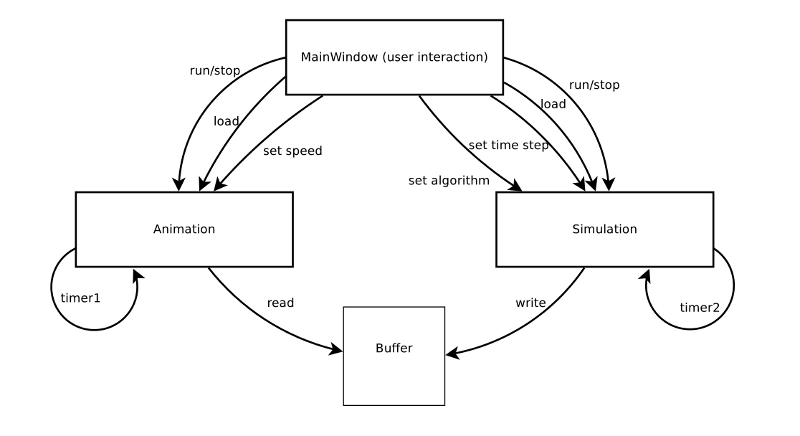 MainWindow (user interaction)
run/stop
run/stop
load
load
set speed
set time step
set algorithm
Animation
Simulation
timer1
read
write
timer2
Buffer